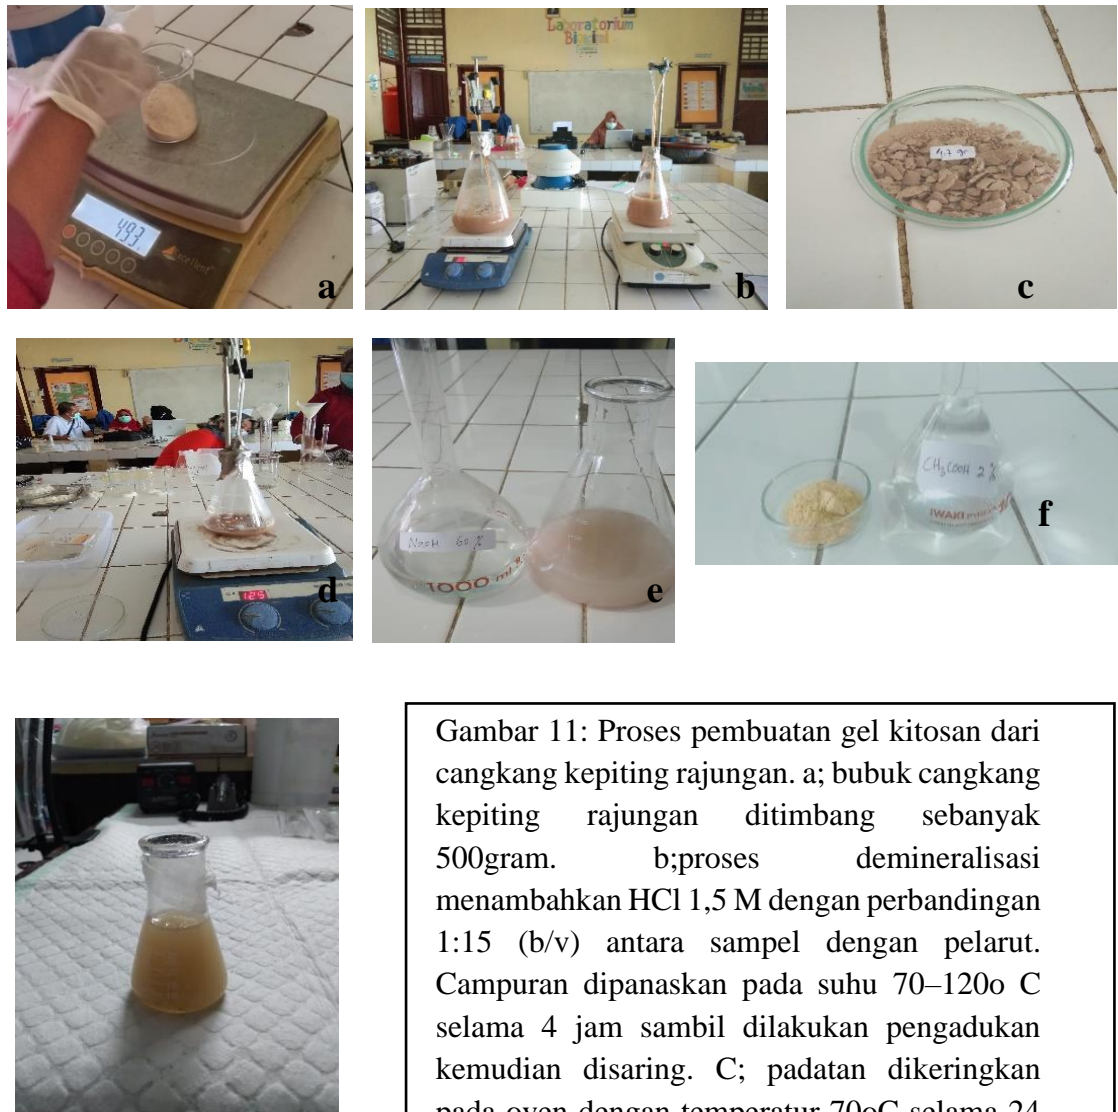 Laboratorium
Biokimia
493
Excellent
a
b
4.7 gr
c
125
d
NaOH 60 %
1000 ml
e
CH3COOH 2 %
IWAKI
f
Gambar 11: Proses pembuatan gel kitosan dari
cangkang kepiting rajungan. a; bubuk cangkang
kepiting rajungan ditimbang sebanyak
500gram. b;proses demineralisasi
menambahkan HCl 1,5 M dengan perbandingan
1:15 (b/v) antara sampel dengan pelarut.
Campuran dipanaskan pada suhu 70–120o C
selama 4 jam sambil dilakukan pengadukan
kemudian disaring. C; padatan dikeringkan
pada oven dengan temperatur 70oC selama 24